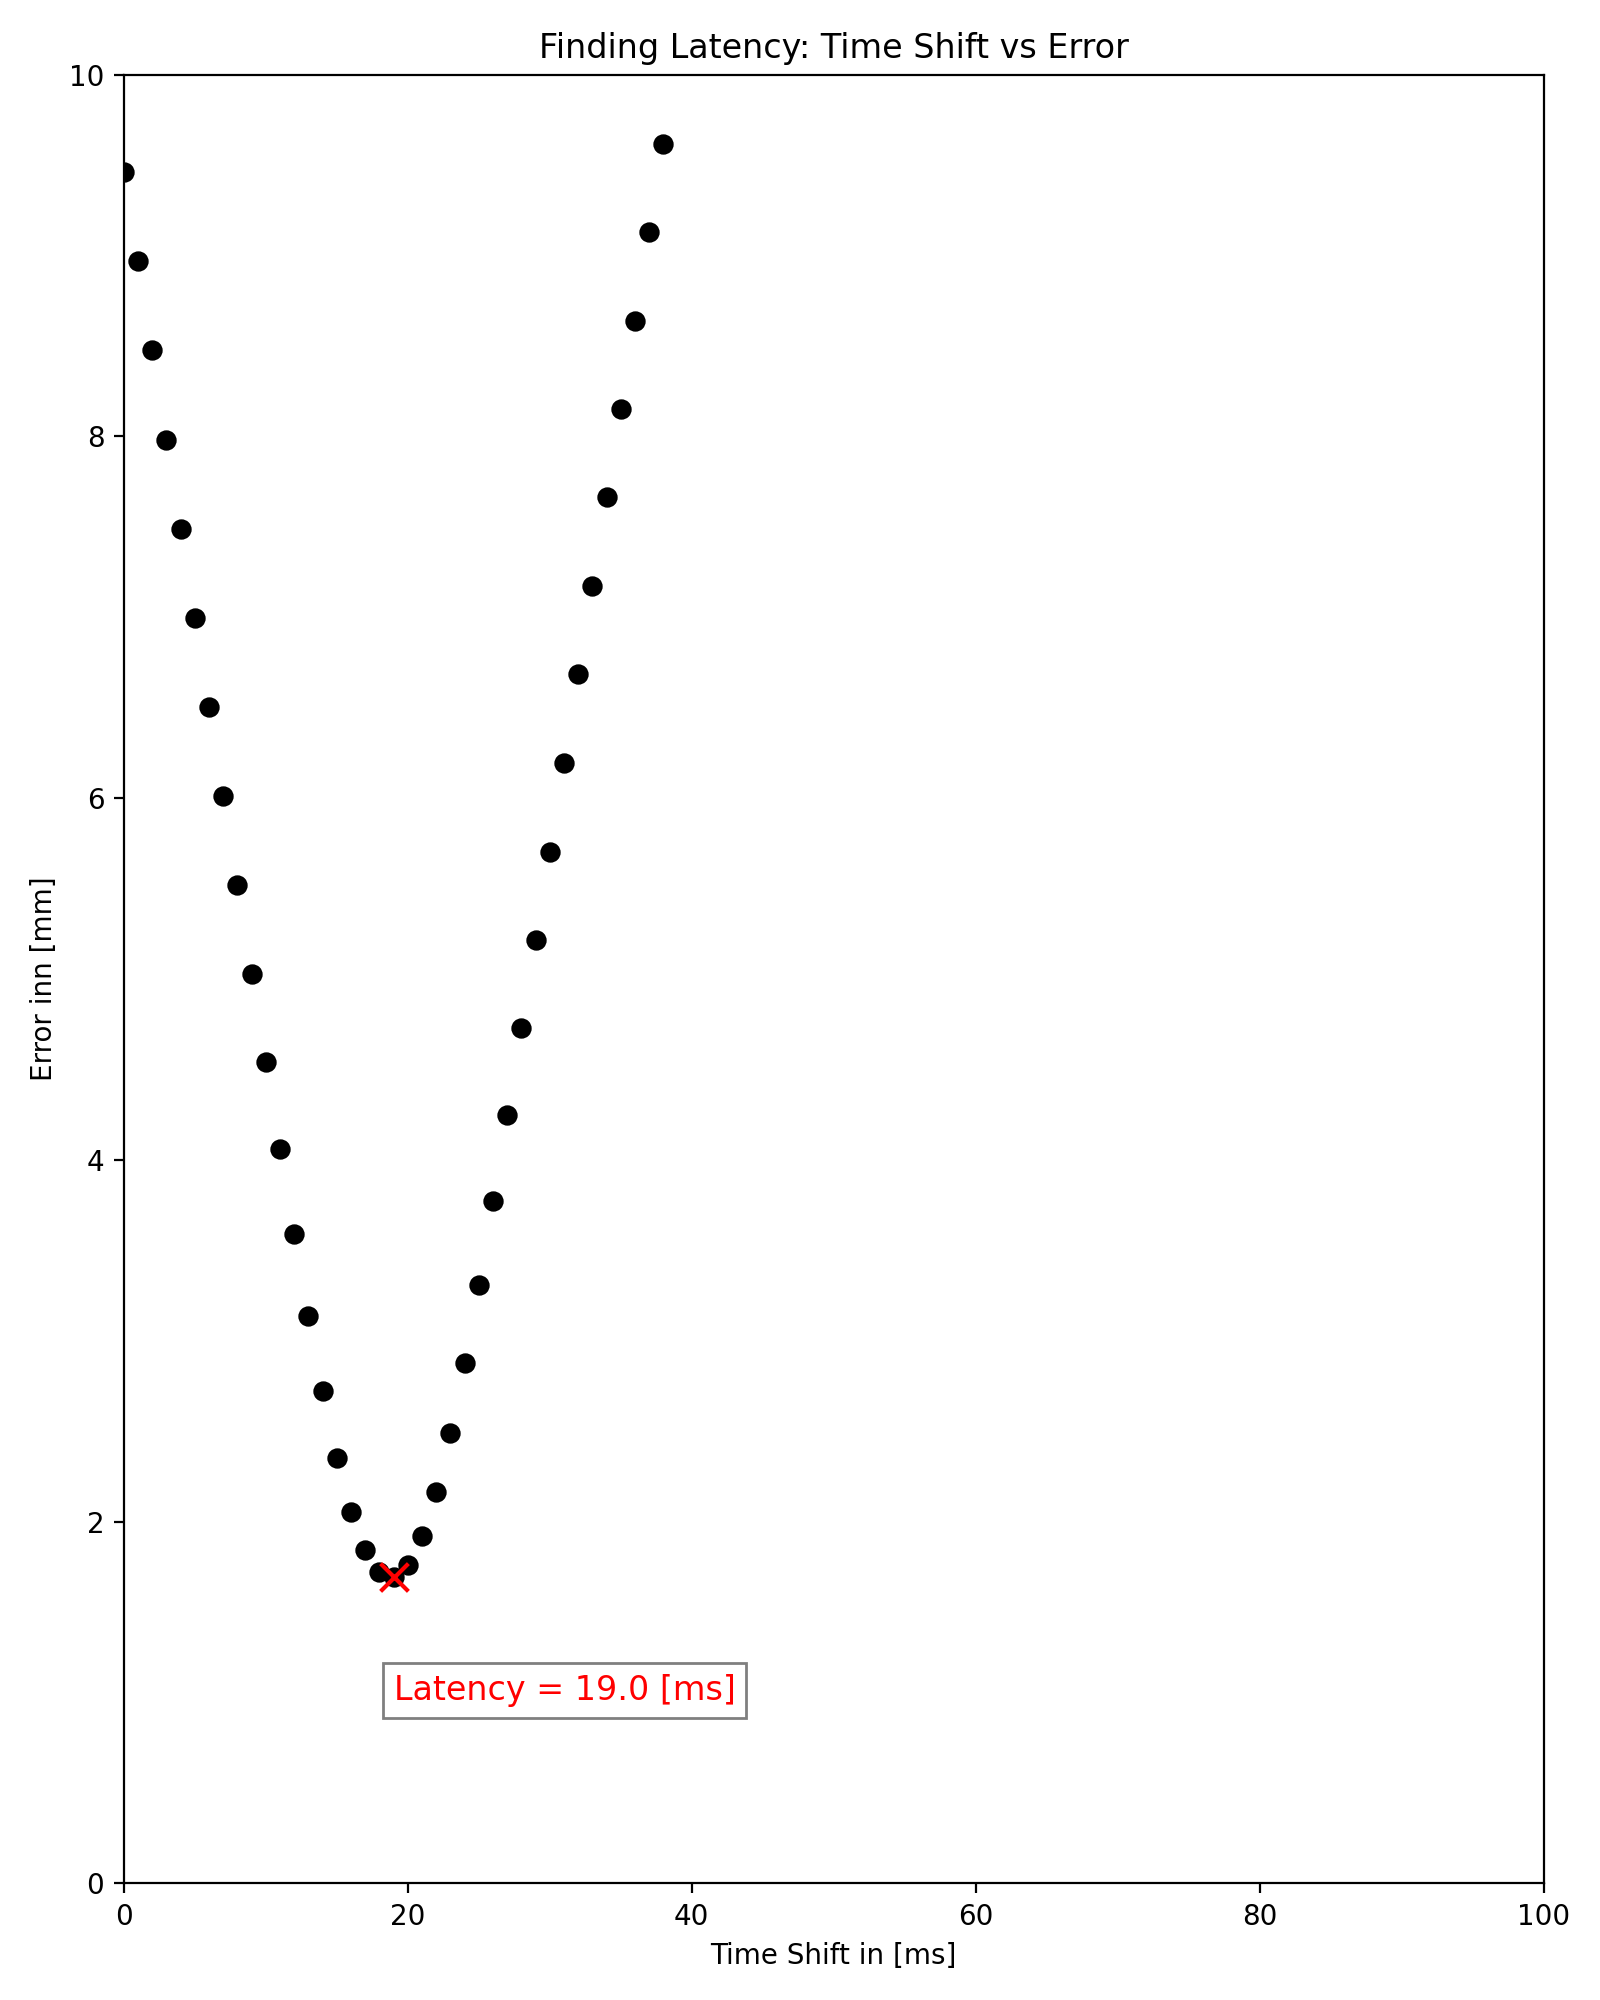 Finding Latency: Time Shift vs Error
10
8
6
4
2
0
Error inn [mm]
Latency = 19.0 [ms]
0 20 40 60 80 100
Time Shift in [ms]